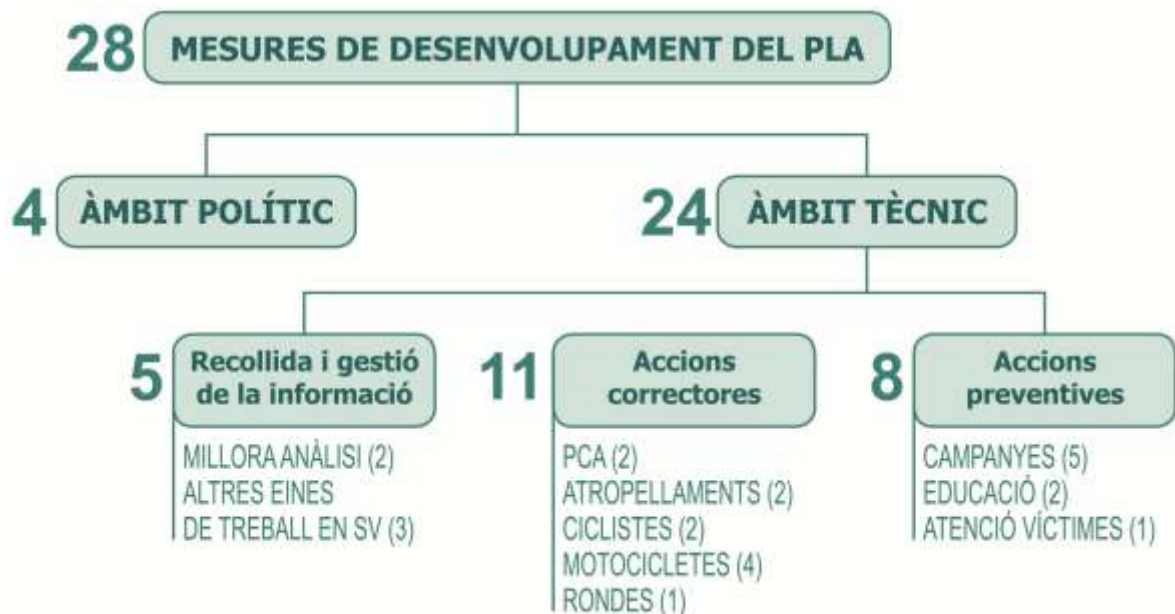 28 MESURES DE DESENVOLUPAMENT DEL PLA
4 ÀMBIT POLÍTIC
24 ÀMBIT TÈCNIC
5 Recollida i gestió
de la informació
MILLORA ANÀLISI (2)
ALTRES EINES
DE TREBALL EN SV (3)
11 Accions
correctores
PCA (2)
ATROPELLAMENTS (2)
CICLISTES (2)
MOTOCICLETES (4)
RONDES (1)
8 Accions
preventives
CAMPANYES (5)
EDUCACIÓ (2)
ATENCIÓ VÍCTIMES (1)